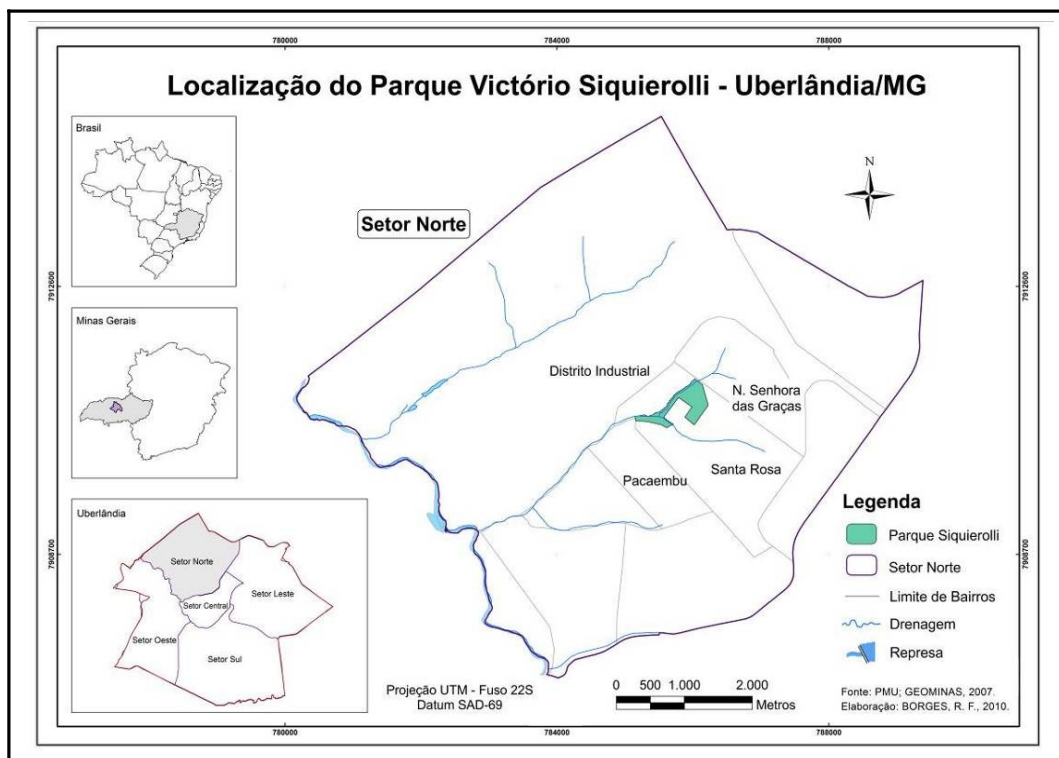 780000
784000
788000
Localização do Parque Victório Siquierolli - Uberlândia/MG
Brasil
N
Setor Norte
7912600
7912600
Minas Gerais
Distrito Industrial
N. Senhora
das Graças
Santa Rosa
Pacaembu
Uberlândia
Setor Norte
Setor Leste
Setor Central
Setor Oeste
Setor Sul
Legenda
Parque Siquierolli
Setor Norte
Limite de Bairros
Drenagem
Represa
7908700
7908700
Projeção UTM - Fuso 22S
Datum SAD-69
0 500 1.000 2.000
Metros
Fonte: PMU; GEOMINAS, 2007.
Elaboração: BORGES, R. F., 2010.
780000
784000
788000